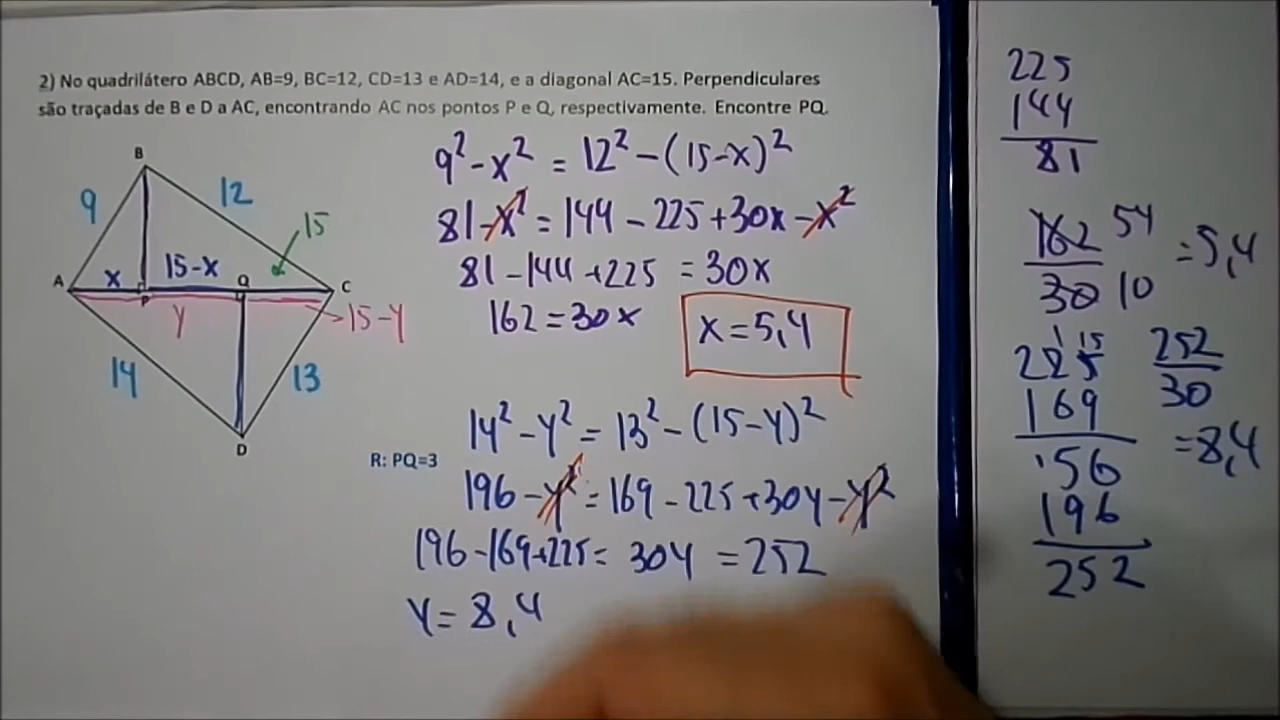 2) No quadrilátero ABCD, AB=9, BC=12, CD=13 e AD=14, e a diagonal AC=15. Perpendiculares
são traçadas de B e D a AC, encontrando AC nos pontos P e Q, respectivamente. Encontre PQ.
B
9
12
15
A
x
15-x
Q
C
P
y
15-y
14
13
D
R: PQ=3
9² - x² = 12² - (15-x)²
81 - x² = 144 - 225 + 30x - x²
81 - 144 + 225 = 30x
162 = 30x
x = 5,4
14² - y² = 13² - (15-y)²
196 - y² = 169 - 225 + 30y - y²
196 - 169 + 225 = 30y = 252
y = 8,4
225
144
81
162 54
30 10
= 5,4
1 15
225
169
56
196
252
252
30
= 8,4